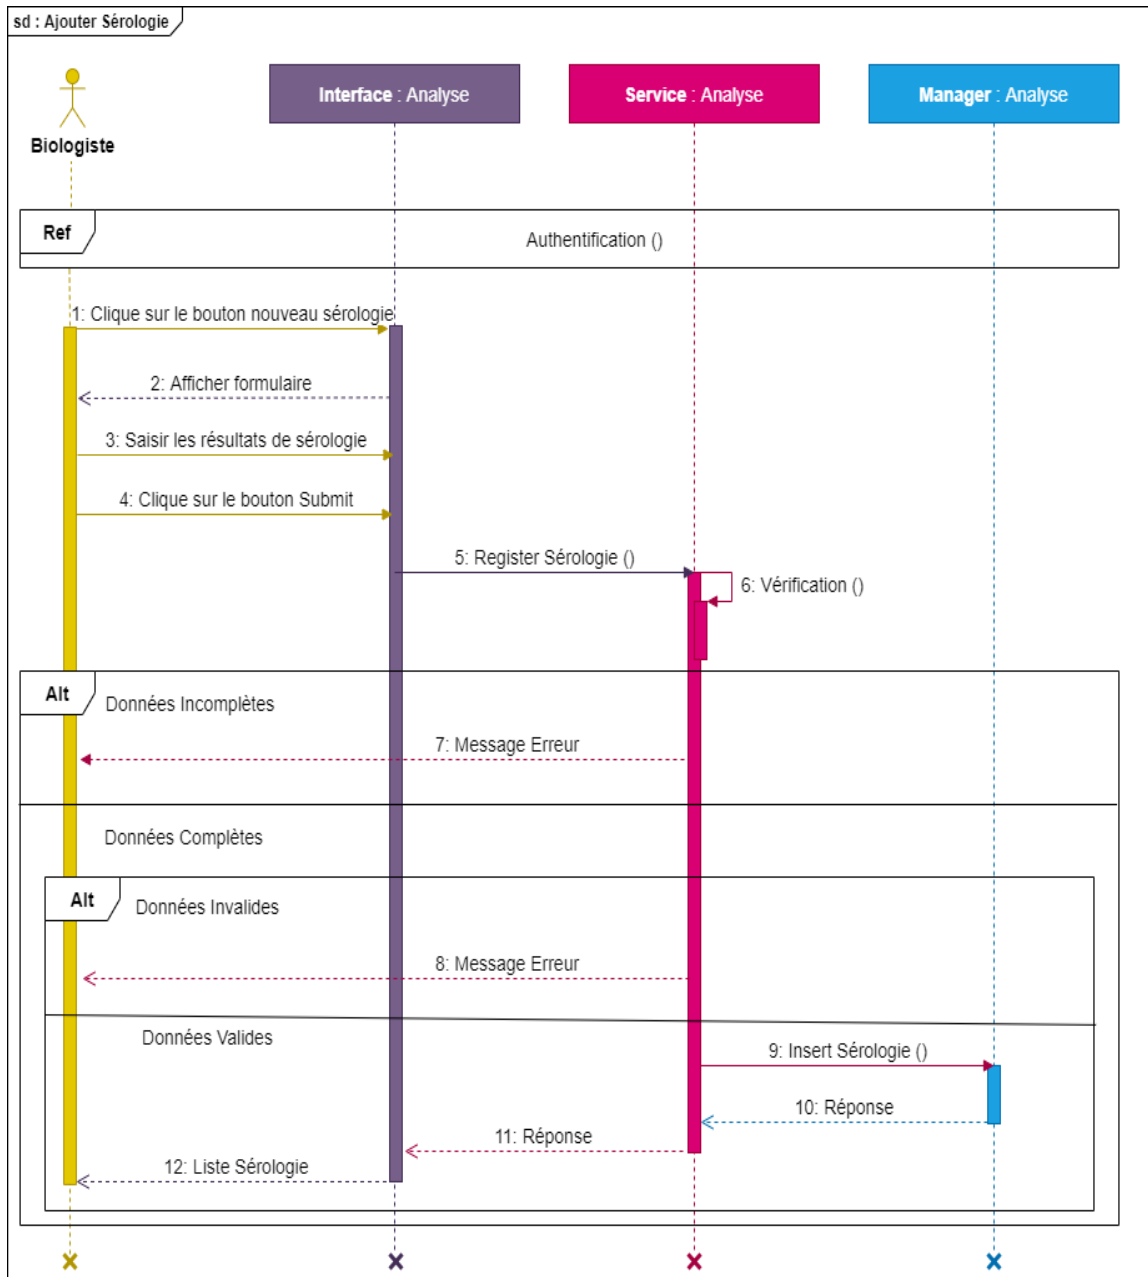 sd : Ajouter Sérologie
Biologiste
Interface : Analyse
Service : Analyse
Manager : Analyse
Ref
Authentification ()
1: Clique sur le bouton nouveau sérologie
2: Afficher formulaire
3: Saisir les résultats de sérologie
4: Clique sur le bouton Submit
5: Register Sérologie ()
6: Vérification ()
Alt
Données Incomplètes
7: Message Erreur
Données Complètes
Alt
Données Invalides
8: Message Erreur
Données Valides
9: Insert Sérologie ()
10: Réponse
11: Réponse
12: Liste Sérologie